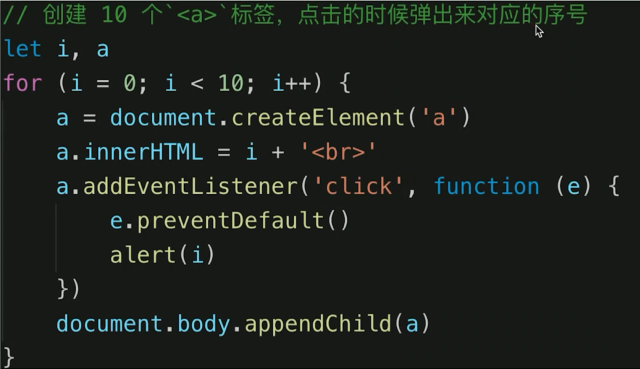 // 创建 10 个`<a>`标签，点击的时候弹出来对应的序号
let i, a
for (i = 0; i < 10; i++) {
    a = document.createElement('a')
    a.innerHTML = i + '<br>'
    a.addEventListener('click', function (e) {
        e.preventDefault()
        alert(i)
    })
    document.body.appendChild(a)
}